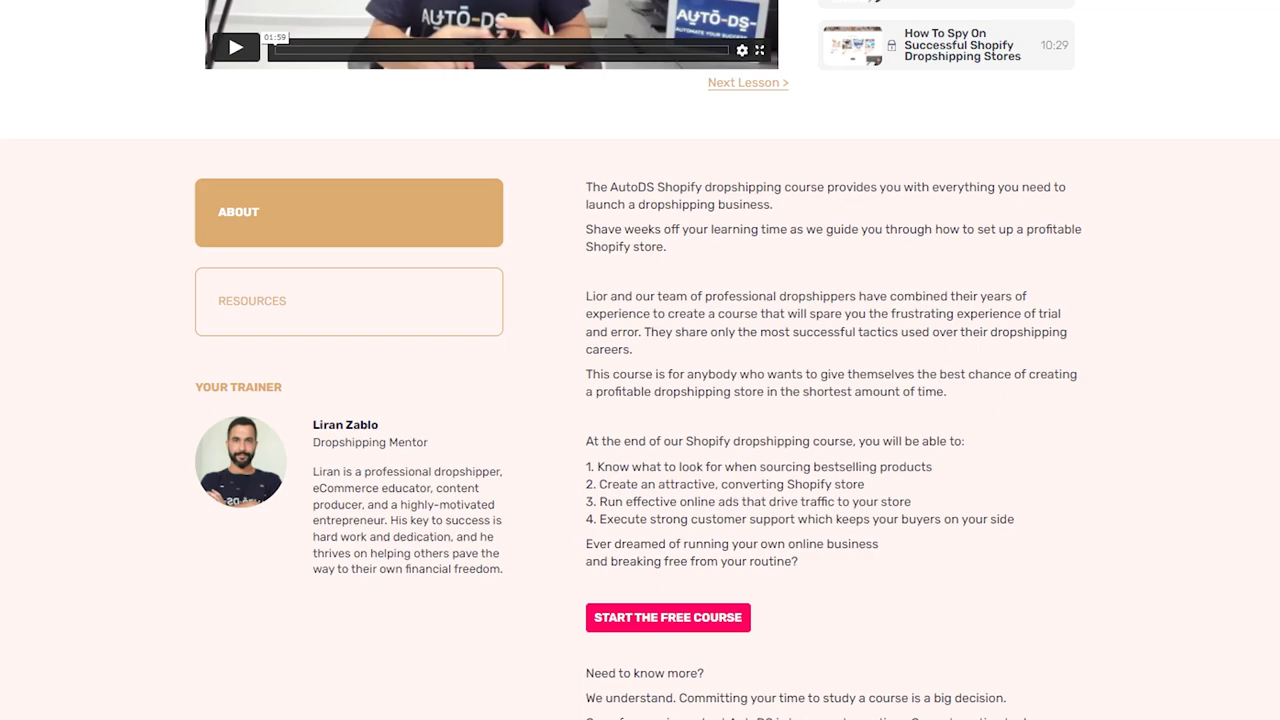 AUTO-DS
AUTO-DS-
AUTOMATE YOUR SUCCESS
01:59
How To Spy On
Successful Shopify
Dropshipping Stores
10:29
Next Lesson >
ABOUT
RESOURCES
YOUR TRAINER
Liran Zablo
Dropshipping Mentor
Liran is a professional dropshipper,
eCommerce educator, content
producer, and a highly-motivated
entrepreneur. His key to success is
hard work and dedication, and he
thrives on helping others pave the
way to their own financial freedom.
The AutoDS Shopify dropshipping course provides you with everything you need to
launch a dropshipping business.
Shave weeks off your learning time as we guide you through how to set up a profitable
Shopify store.
Lior and our team of professional dropshippers have combined their years of
experience to create a course that will spare you the frustrating experience of trial
and error. They share only the most successful tactics used over their dropshipping
careers.
This course is for anybody who wants to give themselves the best chance of creating
a profitable dropshipping store in the shortest amount of time.
At the end of our Shopify dropshipping course, you will be able to:
1. Know what to look for when sourcing bestselling products
2. Create an attractive, converting Shopify store
3. Run effective online ads that drive traffic to your store
4. Execute strong customer support which keeps your buyers on your side
Ever dreamed of running your own online business
and breaking free from your routine?
START THE FREE COURSE
Need to know more?
We understand. Committing your time to study a course is a big decision.